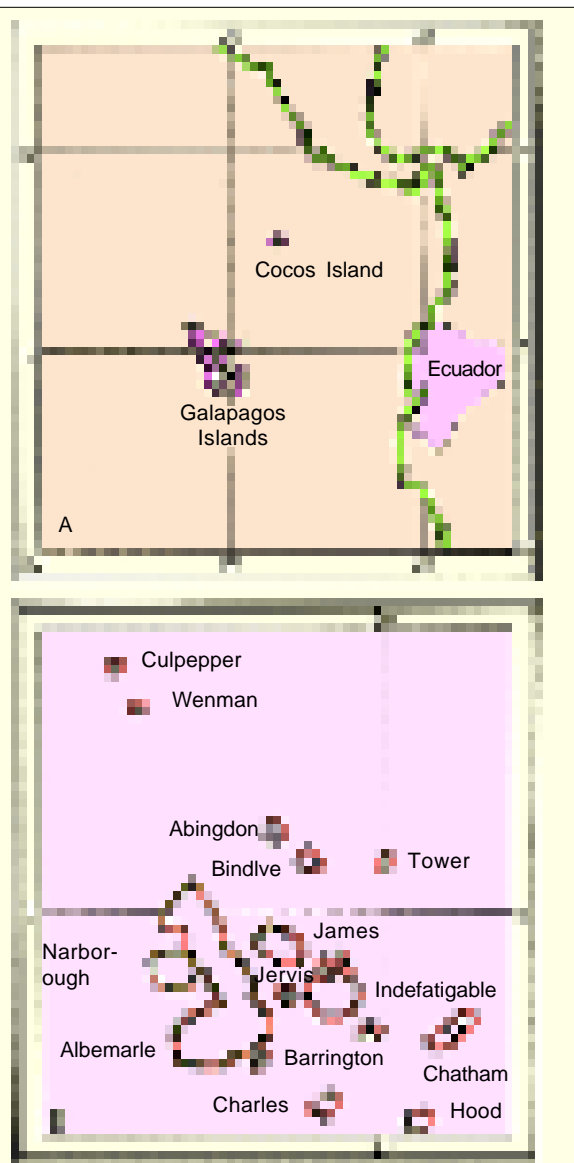 Cocos Island
Ecuador
Galapagos
Islands
A
Culpepper
Wenman
Abingdon
Bindlve
Tower
James
Narbor-
ough
Jervis
Indefatigable
Albemarle
Barrington
Chatham
Charles
Hood